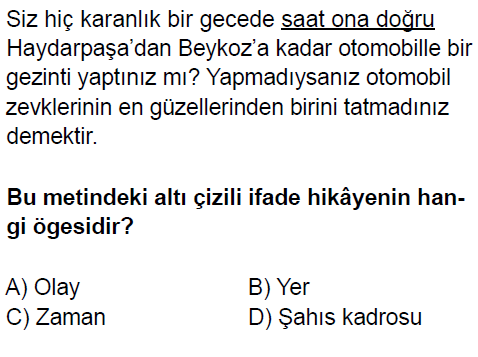 Siz hiç karanlık bir gecede saat ona doğru
Haydarpaşa’dan Beykoz’a kadar otomobille bir
gezinti yaptınız mı? Yapmadıysanız otomobil
zevklerinin en güzellerinden birini tatmadınız
demektir.
Bu metindeki altı çizili ifade hikâyenin han-
gi ögesidir?
A) Olay B) Yer
C) Zaman D) Şahıs kadrosu